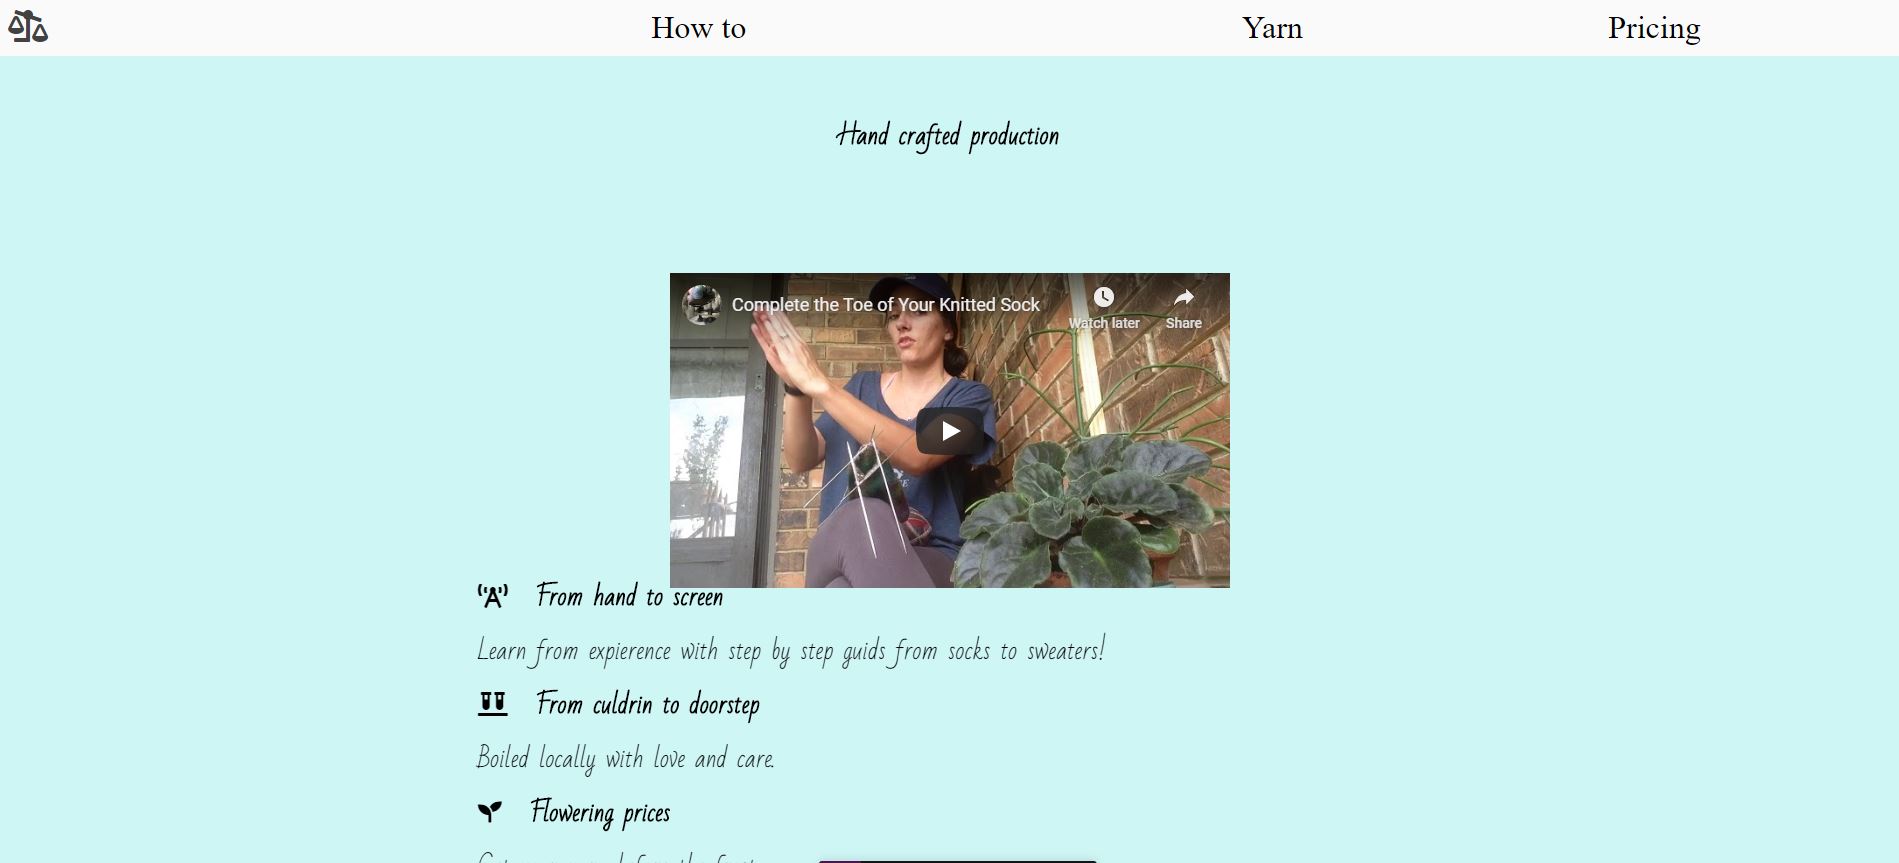 How to Yarn Pricing
Hand crafted production
Complete the Toe of Your Knitted Sock
Watch later Share
From hand to screen
Learn from expierence with step by step guids from socks to sweaters!
From culdrin to doorstep
Boiled locally with love and care.
Flowering prices